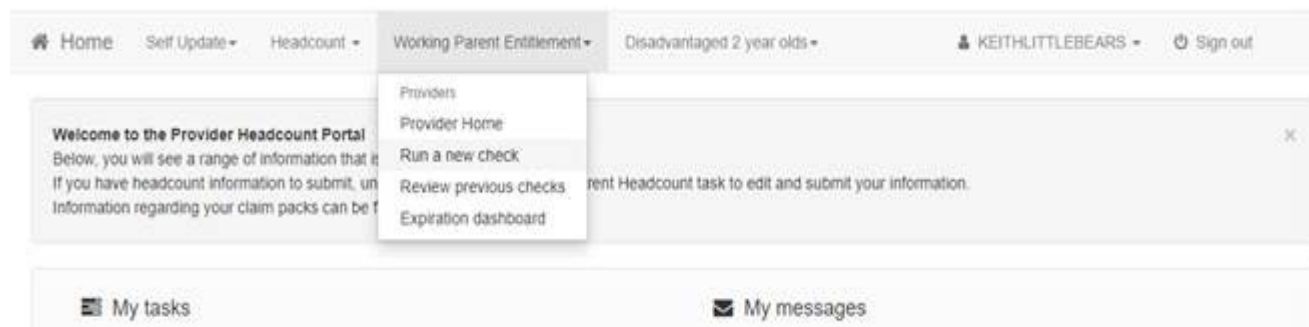 Home Self Update Headcount Working Parent Entitlement Disadvantaged 2 year olds KEITHLITTLEBEARS Sign out
Providers
Provider Home
Run a new check
Review previous checks
Expiration dashboard
Welcome to the Provider Headcount Portal ×
Below, you will see a range of information that is
If you have headcount information to submit, un rent Headcount task to edit and submit your information.
Information regarding your claim packs can be f
My tasks My messages